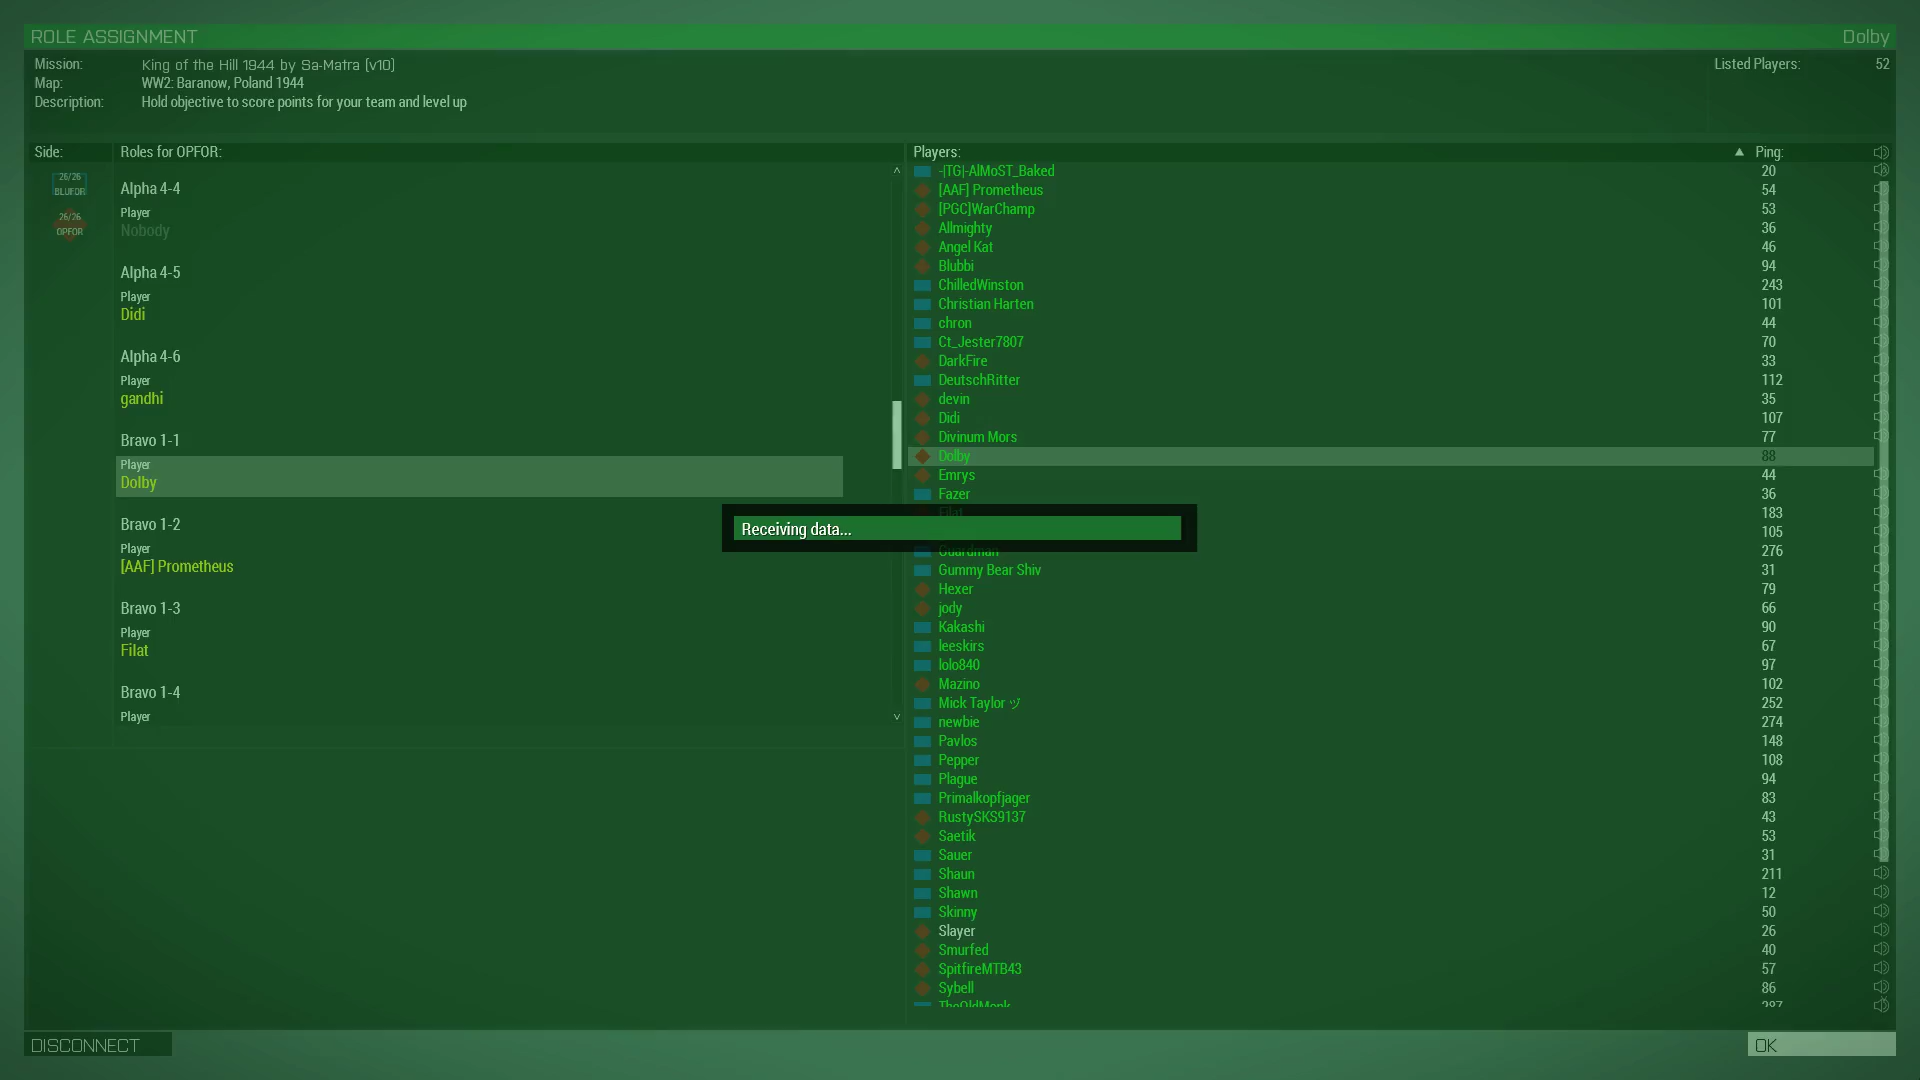 ROLE ASSIGNMENT
Dolby
Mission: King of the Hill 1944 by Sa-Matra (v10)
Listed Players: 52
Map: WW2: Baranow, Poland 1944
Description: Hold objective to score points for your team and level up
Side:
26/26
BLUFOR
26/26
OPFOR
Roles for OPFOR:
Alpha 4-4
Player
Nobody
Alpha 4-5
Player
Didi
Alpha 4-6
Player
gandhi
Bravo 1-1
Player
Dolby
Bravo 1-2
Player
[AAF] Prometheus
Bravo 1-3
Player
Filat
Bravo 1-4
Player
Players: Ping:
-|TG|-AlMoST_Baked 20
[AAF] Prometheus 54
[PGC]WarChamp 53
Allmighty 36
Angel Kat 46
Blubbi 94
ChilledWinston 243
Christian Harten 101
chron 44
Ct_Jester7807 70
DarkFire 33
DeutschRitter 112
devin 35
Didi 107
Divinum Mors 77
Dolby 88
Emrys 44
Fazer 36
Filat 183
105
Guardman 276
Gummy Bear Shiv 31
Hexer 79
jody 66
Kakashi 90
leeskirs 67
lolo840 97
Mazino 102
Mick Taylor ヅ 252
newbie 274
Pavlos 148
Pepper 108
Plague 94
Primalkopfjager 83
RustySKS9137 43
Saetik 53
Sauer 31
Shaun 211
Shawn 12
Skinny 50
Slayer 26
Smurfed 40
SpitfireMTB43 57
Sybell 86
TheOldMonk 287
Receiving data...
DISCONNECT
OK